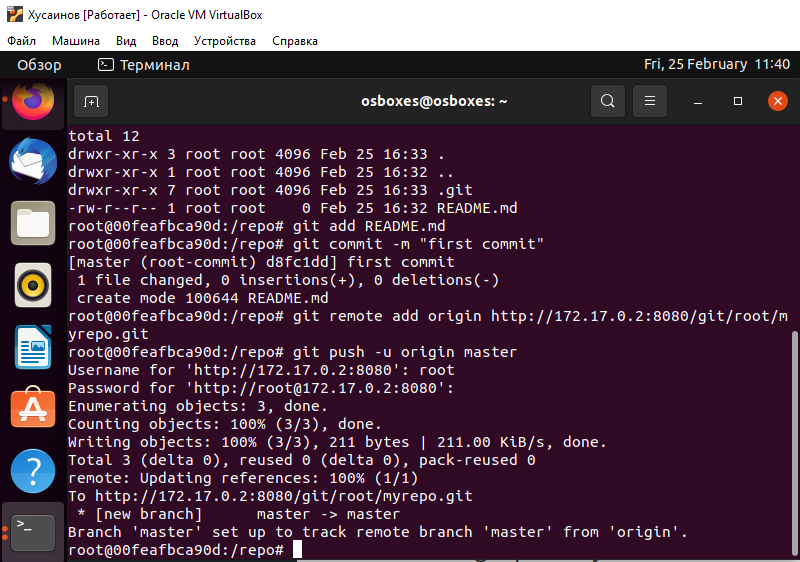 Хусаинов [Работает] - Oracle VM VirtualBox
Файл Машина Вид Ввод Устройства Справка
Обзор Терминал Fri, 25 February 11:40
osboxes@osboxes: ~
total 12
drwxr-xr-x 3 root root 4096 Feb 25 16:33 .
drwxr-xr-x 1 root root 4096 Feb 25 16:32 ..
drwxr-xr-x 7 root root 4096 Feb 25 16:33 .git
-rw-r--r-- 1 root root    0 Feb 25 16:32 README.md
root@00feafbca90d:/repo# git add README.md
root@00feafbca90d:/repo# git commit -m "first commit"
[master (root-commit) d8fc1dd] first commit
 1 file changed, 0 insertions(+), 0 deletions(-)
 create mode 100644 README.md
root@00feafbca90d:/repo# git remote add origin http://172.17.0.2:8080/git/root/m
yrepo.git
root@00feafbca90d:/repo# git push -u origin master
Username for 'http://172.17.0.2:8080': root
Password for 'http://root@172.17.0.2:8080':
Enumerating objects: 3, done.
Counting objects: 100% (3/3), done.
Writing objects: 100% (3/3), 211 bytes | 211.00 KiB/s, done.
Total 3 (delta 0), reused 0 (delta 0), pack-reused 0
remote: Updating references: 100% (1/1)
To http://172.17.0.2:8080/git/root/myrepo.git
 * [new branch]      master -> master
Branch 'master' set up to track remote branch 'master' from 'origin'.
root@00feafbca90d:/repo#